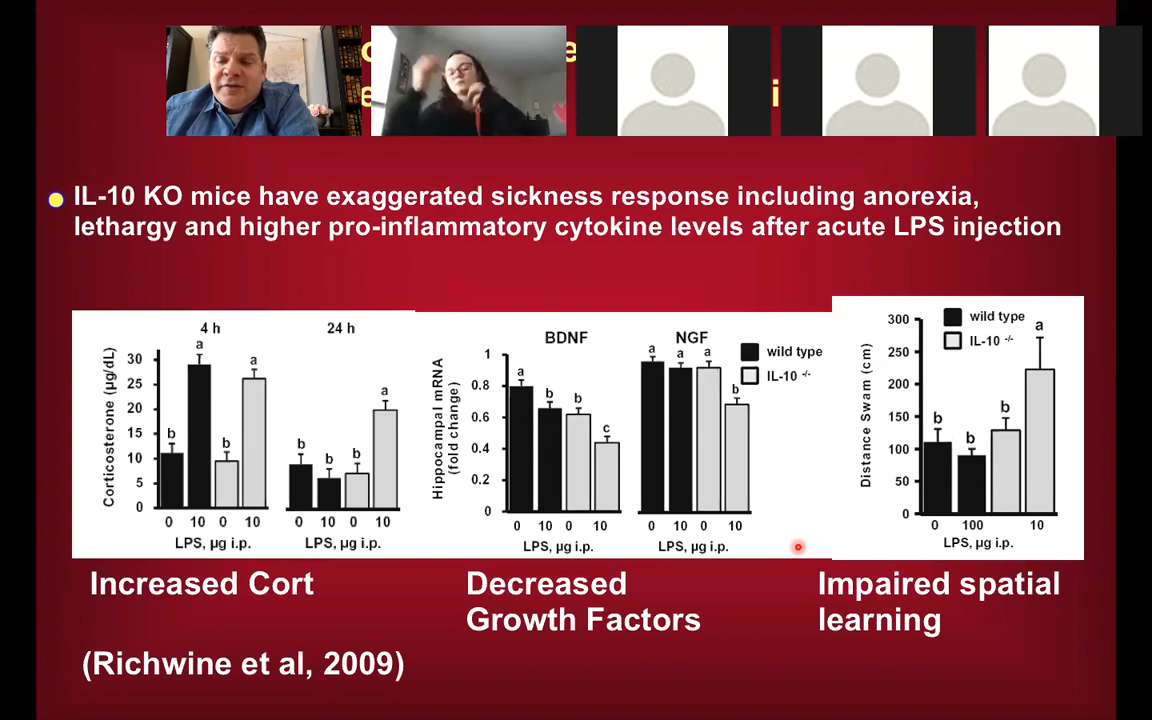 IL-10 KO mice have exaggerated sickness response including anorexia,
lethargy and higher pro-inflammatory cytokine levels after acute LPS injection
4 h
24 h
Corticosterone (µg/dL)
30
25
20
15
10
5
0
b
a
b
a
b
b
b
a
0 10 0 10
0 10 0 10
LPS, µg i.p.
LPS, µg i.p.
BDNF
NGF
Hippocampal mRNA
(fold change)
1
0.8
0.6
0.4
0.2
0
a
b
b
c
a
a
a
b
wild type
IL-10 -/-
0 10 0 10
0 10 0 10
LPS, µg i.p.
LPS, µg i.p.
wild type
IL-10 -/-
Distance Swam (cm)
300
250
200
150
100
50
0
b
b
b
a
0 100 10
LPS, µg i.p.
Increased Cort
Decreased
Growth Factors
Impaired spatial
learning
(Richwine et al, 2009)